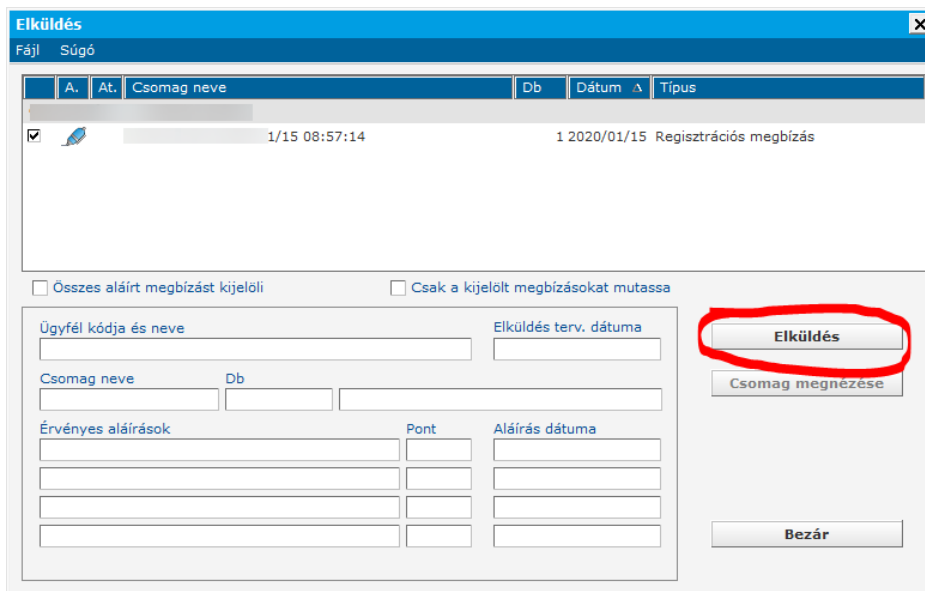 Elküldés
Fájl Súgó
A. At. Csomag neve Db Dátum Δ Típus
1/15 08:57:14 1 2020/01/15 Regisztrációs megbízás
Összes aláírt megbízást kijelöli Csak a kijelölt megbízásokat mutassa
Ügyfél kódja és neve Elküldés terv. dátuma
Elküldés
Csomag neve Db
Csomag megnézése
Érvényes aláírások Pont Aláírás dátuma
Bezár